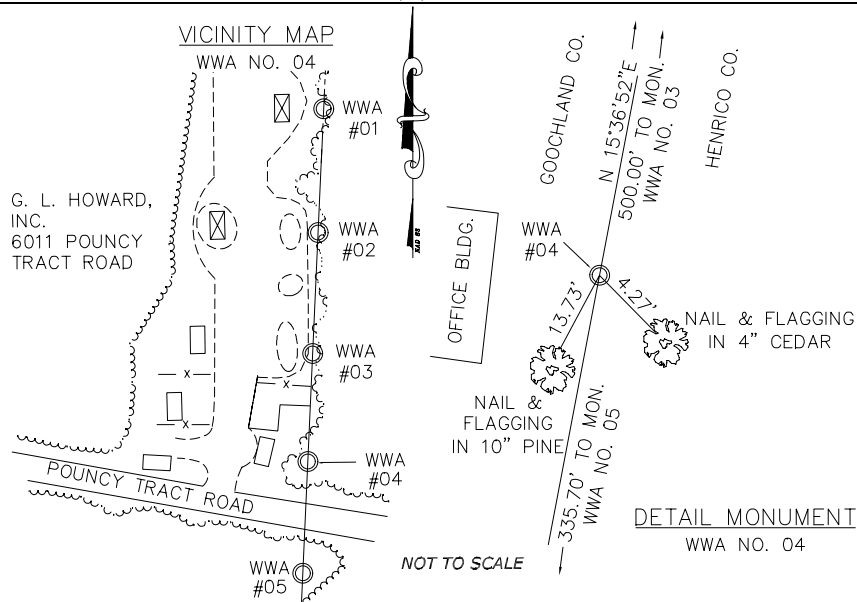 VICINITY MAP
WWA NO. 04
WWA
#01
G. L. HOWARD,
INC.
6011 POUNCY
TRACT ROAD
WWA
#02
WWA
#03
WWA
#04
POUNCY TRACT ROAD
WWA
#05
NAD 83
NOT TO SCALE
GOOCHLAND CO.
N 15°36'52"E
500.00' TO MON.
WWA NO. 03
HENRICO CO.
OFFICE BLDG.
WWA
#04
13.73'
4.27'
NAIL & FLAGGING
IN 4" CEDAR
NAIL &
FLAGGING
IN 10" PINE
335.70' TO MON.
WWA NO. 05
DETAIL MONUMENT
WWA NO. 04